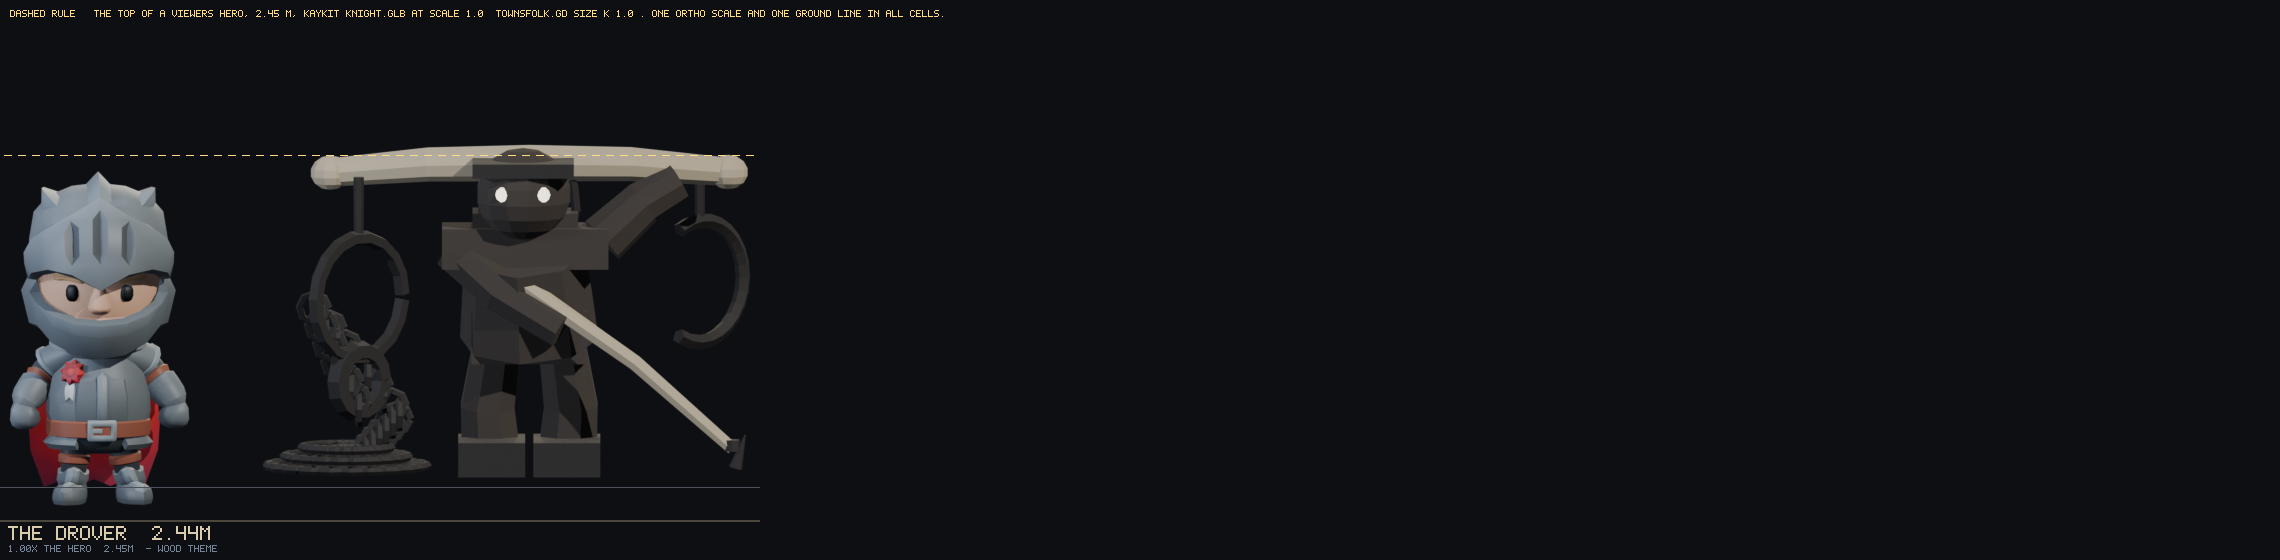 DASHED RULE THE TOP OF A VIEWERS HERO, 2.45 M, KAYKIT KNIGHT.GLB AT SCALE 1.0 TOWNSFOLK.GD SIZE K 1.0 . ONE ORTHO SCALE AND ONE GROUND LINE IN ALL CELLS.
THE DROVER 2.44M
1.00X THE HERO 2.45M - WOOD THEME